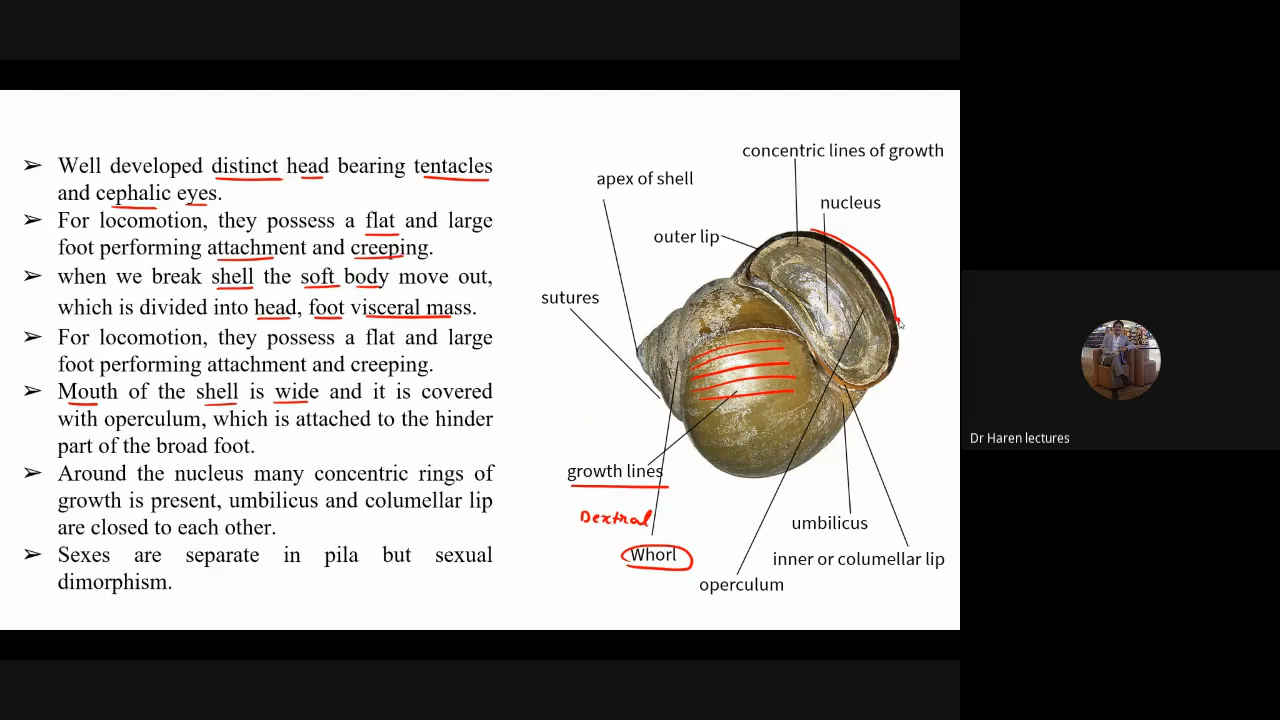 ➢ Well developed distinct head bearing tentacles
and cephalic eyes.
➢ For locomotion, they possess a flat and large
foot performing attachment and creeping.
➢ when we break shell the soft body move out,
which is divided into head, foot visceral mass.
➢ For locomotion, they possess a flat and large
foot performing attachment and creeping.
➢ Mouth of the shell is wide and it is covered
with operculum, which is attached to the hinder
part of the broad foot.
➢ Around the nucleus many concentric rings of
growth is present, umbilicus and columellar lip
are closed to each other.
➢ Sexes are separate in pila but sexual
dimorphism.
concentric lines of growth
apex of shell
nucleus
outer lip
sutures
growth lines
Dextral
umbilicus
Whorl
inner or columellar lip
operculum
Dr Haren lectures